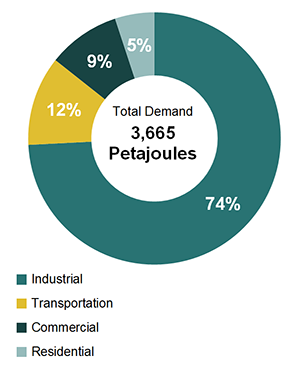 5%
9%
12%
Total Demand
3,665
Petajoules
74%
Industrial
Transportation
Commercial
Residential